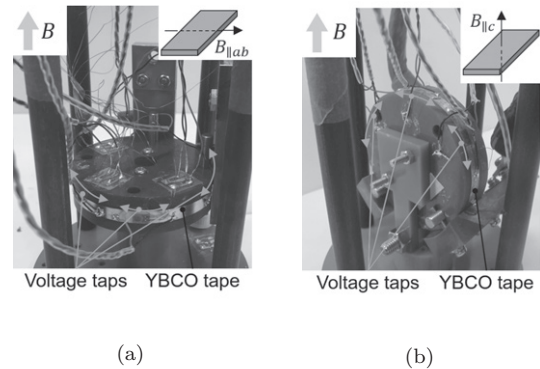 B
B∥ab
Voltage taps YBCO tape
(a)
B
B∥c
Voltage taps YBCO tape
(b)